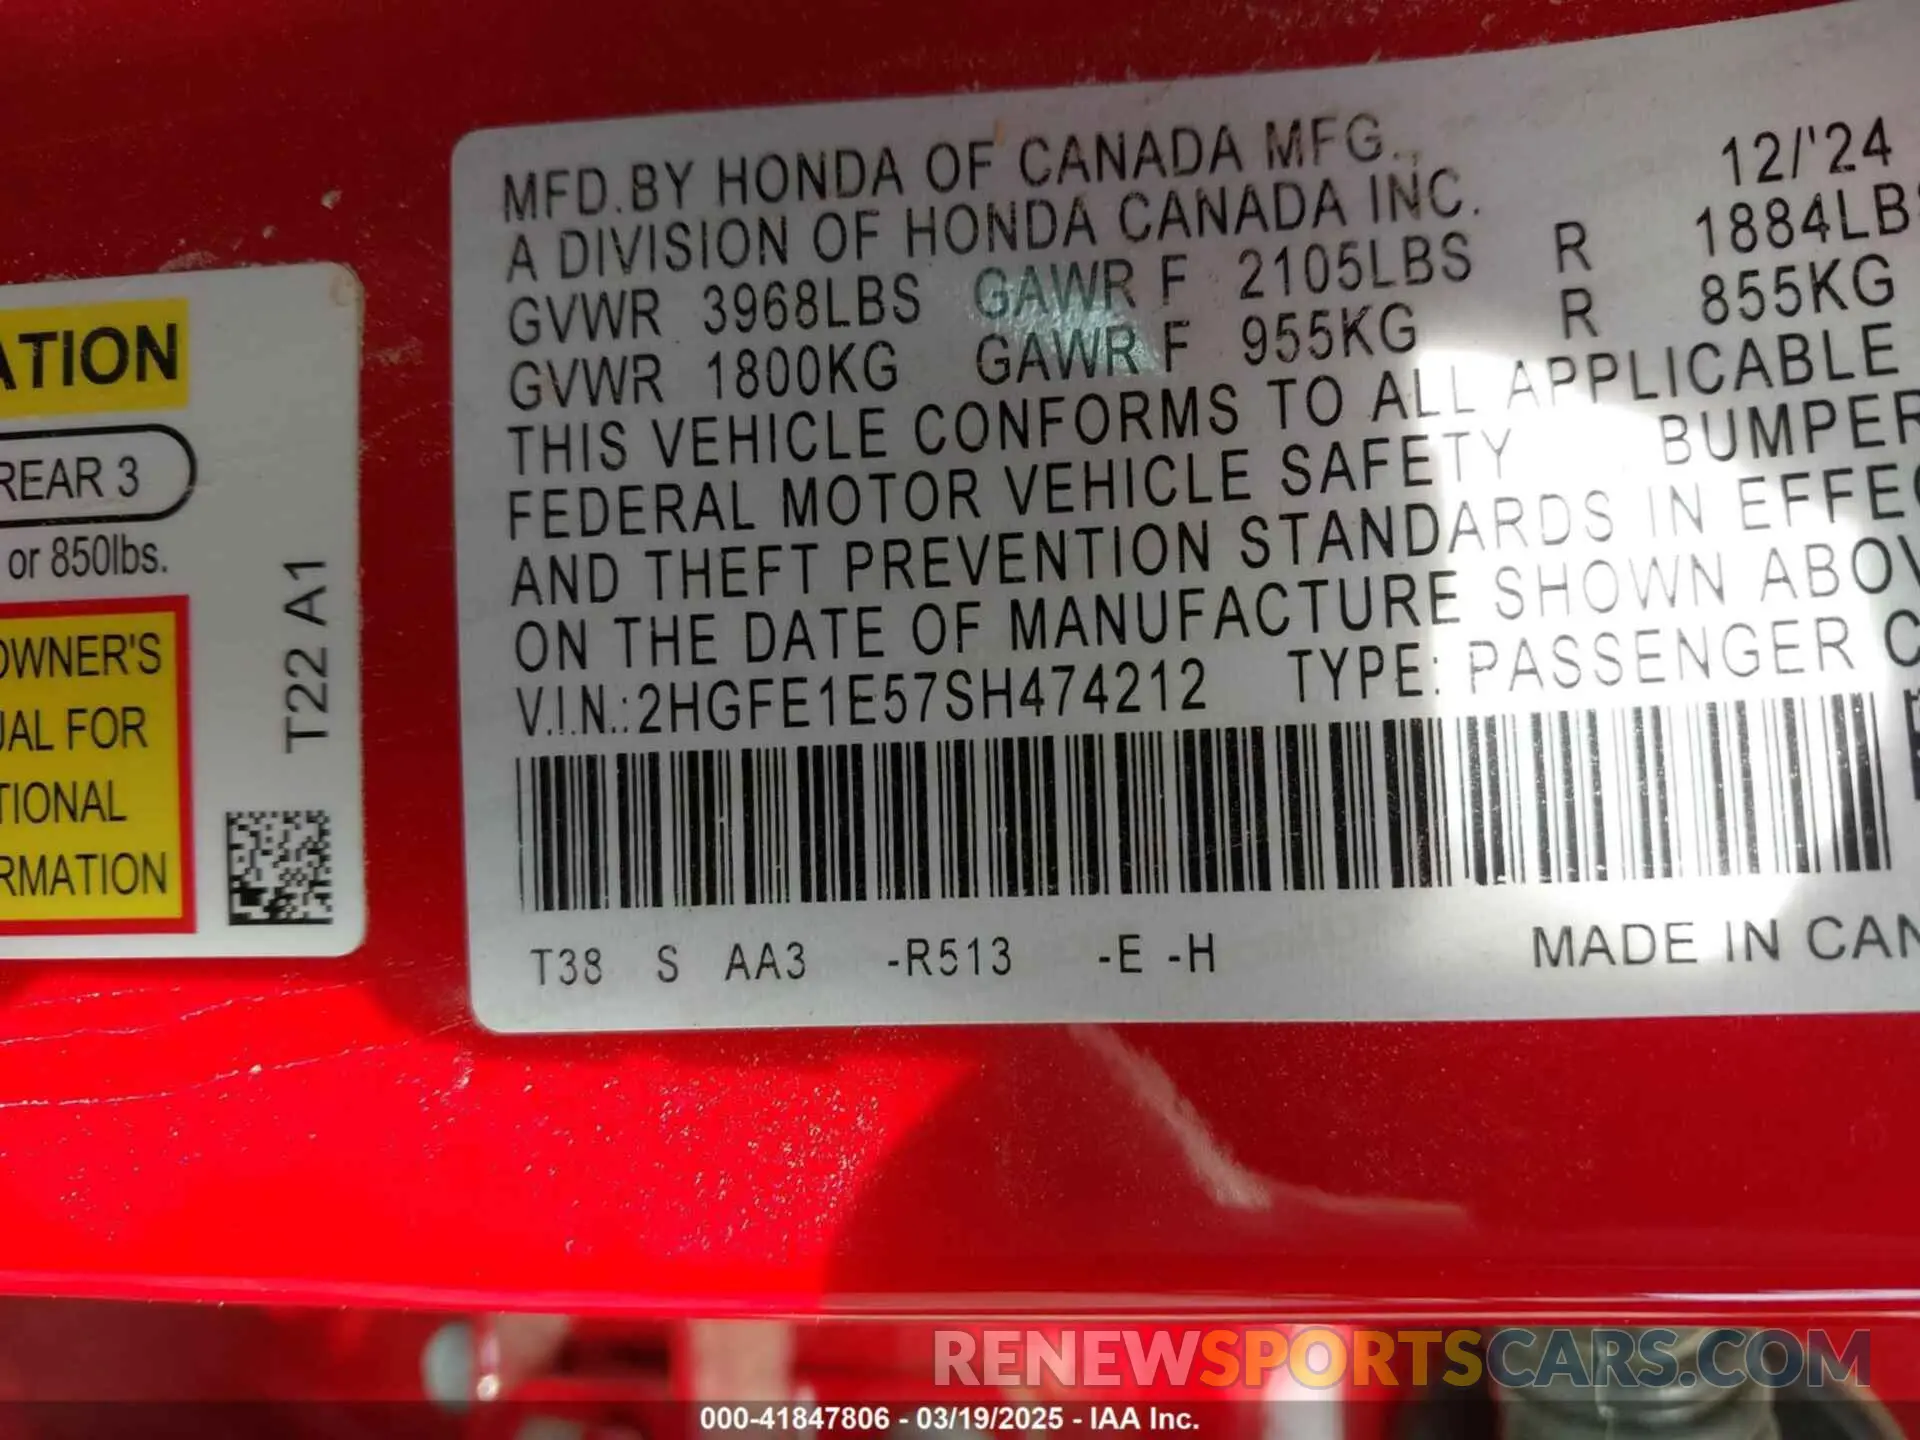 ATION
REAR 3
or 850lbs.
OWNER'S
UAL FOR
TIONAL
RMATION
T22 A1
MFD.BY HONDA OF CANADA MFG., 12/'24
A DIVISION OF HONDA CANADA INC.
GVWR 3968LBS GAWR F 2105LBS R 1884LBS
GVWR 1800KG GAWR F 955KG R 855KG
THIS VEHICLE CONFORMS TO ALL APPLICABLE
FEDERAL MOTOR VEHICLE SAFETY BUMPER
AND THEFT PREVENTION STANDARDS IN EFFEC
ON THE DATE OF MANUFACTURE SHOWN ABOV
V.I.N.:2HGFE1E57SH474212 TYPE: PASSENGER C
T38 S AA3 -R513 -E -H MADE IN CAN
RENEWSPORTSCARS.COM
000-41847806 - 03/19/2025 - IAA Inc.